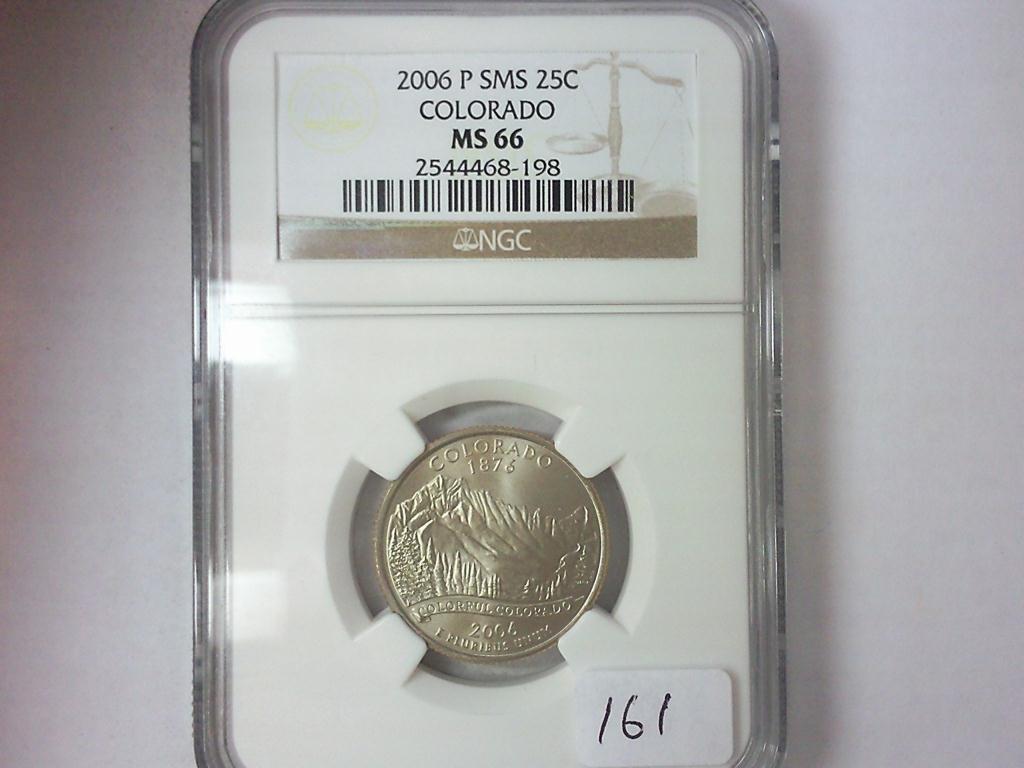 2006 P SMS 25C
COLORADO
MS 66
2544468-198
NGC
COLORADO
1876
COLORFUL COLORADO
2006
E PLURIBUS UNUM
161